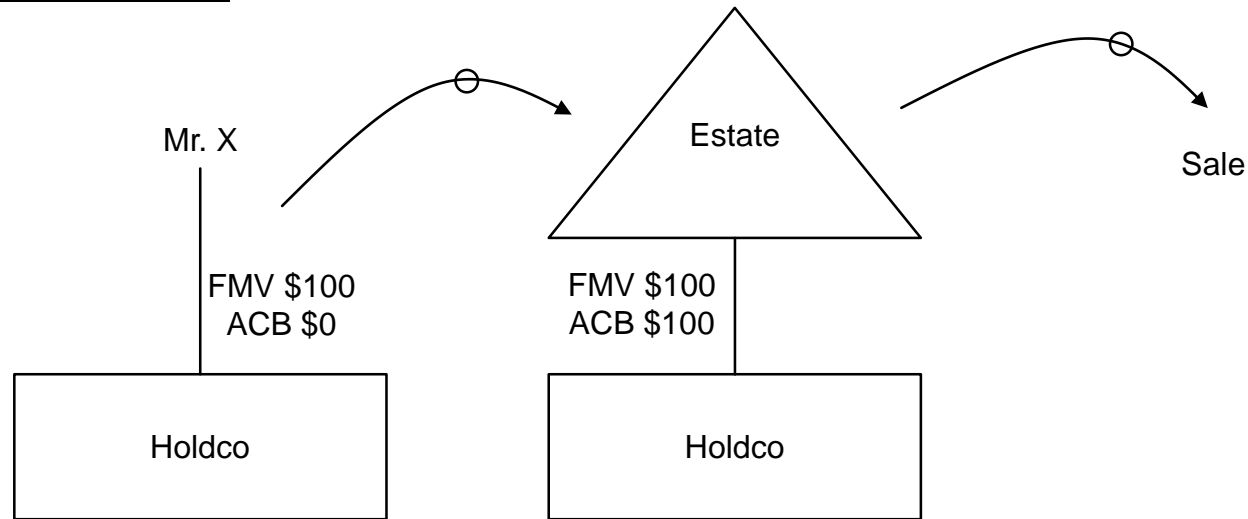 Mr. X
FMV $100
ACB $0
Holdco
Estate
FMV $100
ACB $100
Holdco
Sale